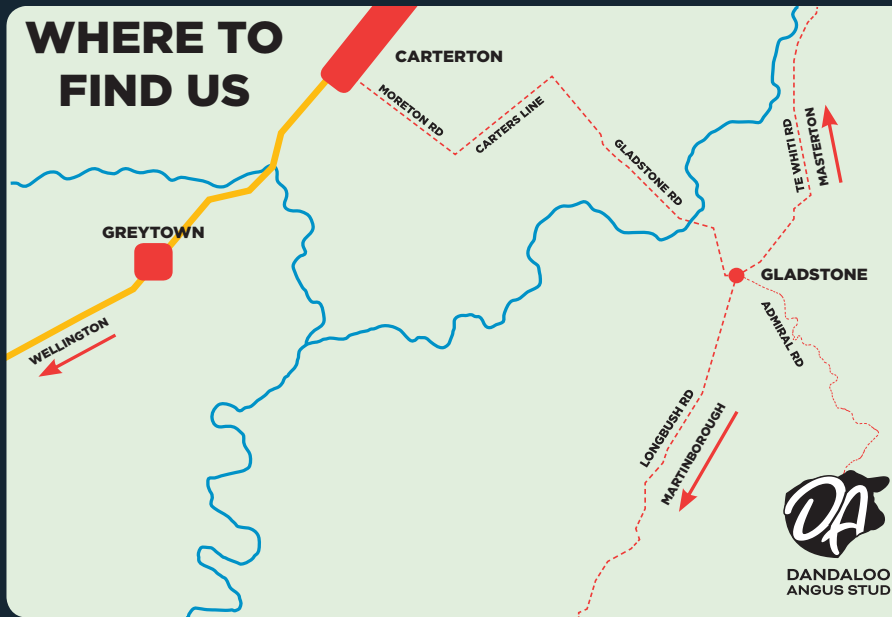 WHERE TO
FIND US
CARTERTON
MORETON RD
CARTERS LINE
GLADSTONE RD
TE WHITI RD
MASTERTON
GREYTOWN
WELLINGTON
GLADSTONE
ADMIRAL RD
LONGBUSH RD
MARTINBOROUGH
DA
DANDALOO
ANGUS STUD